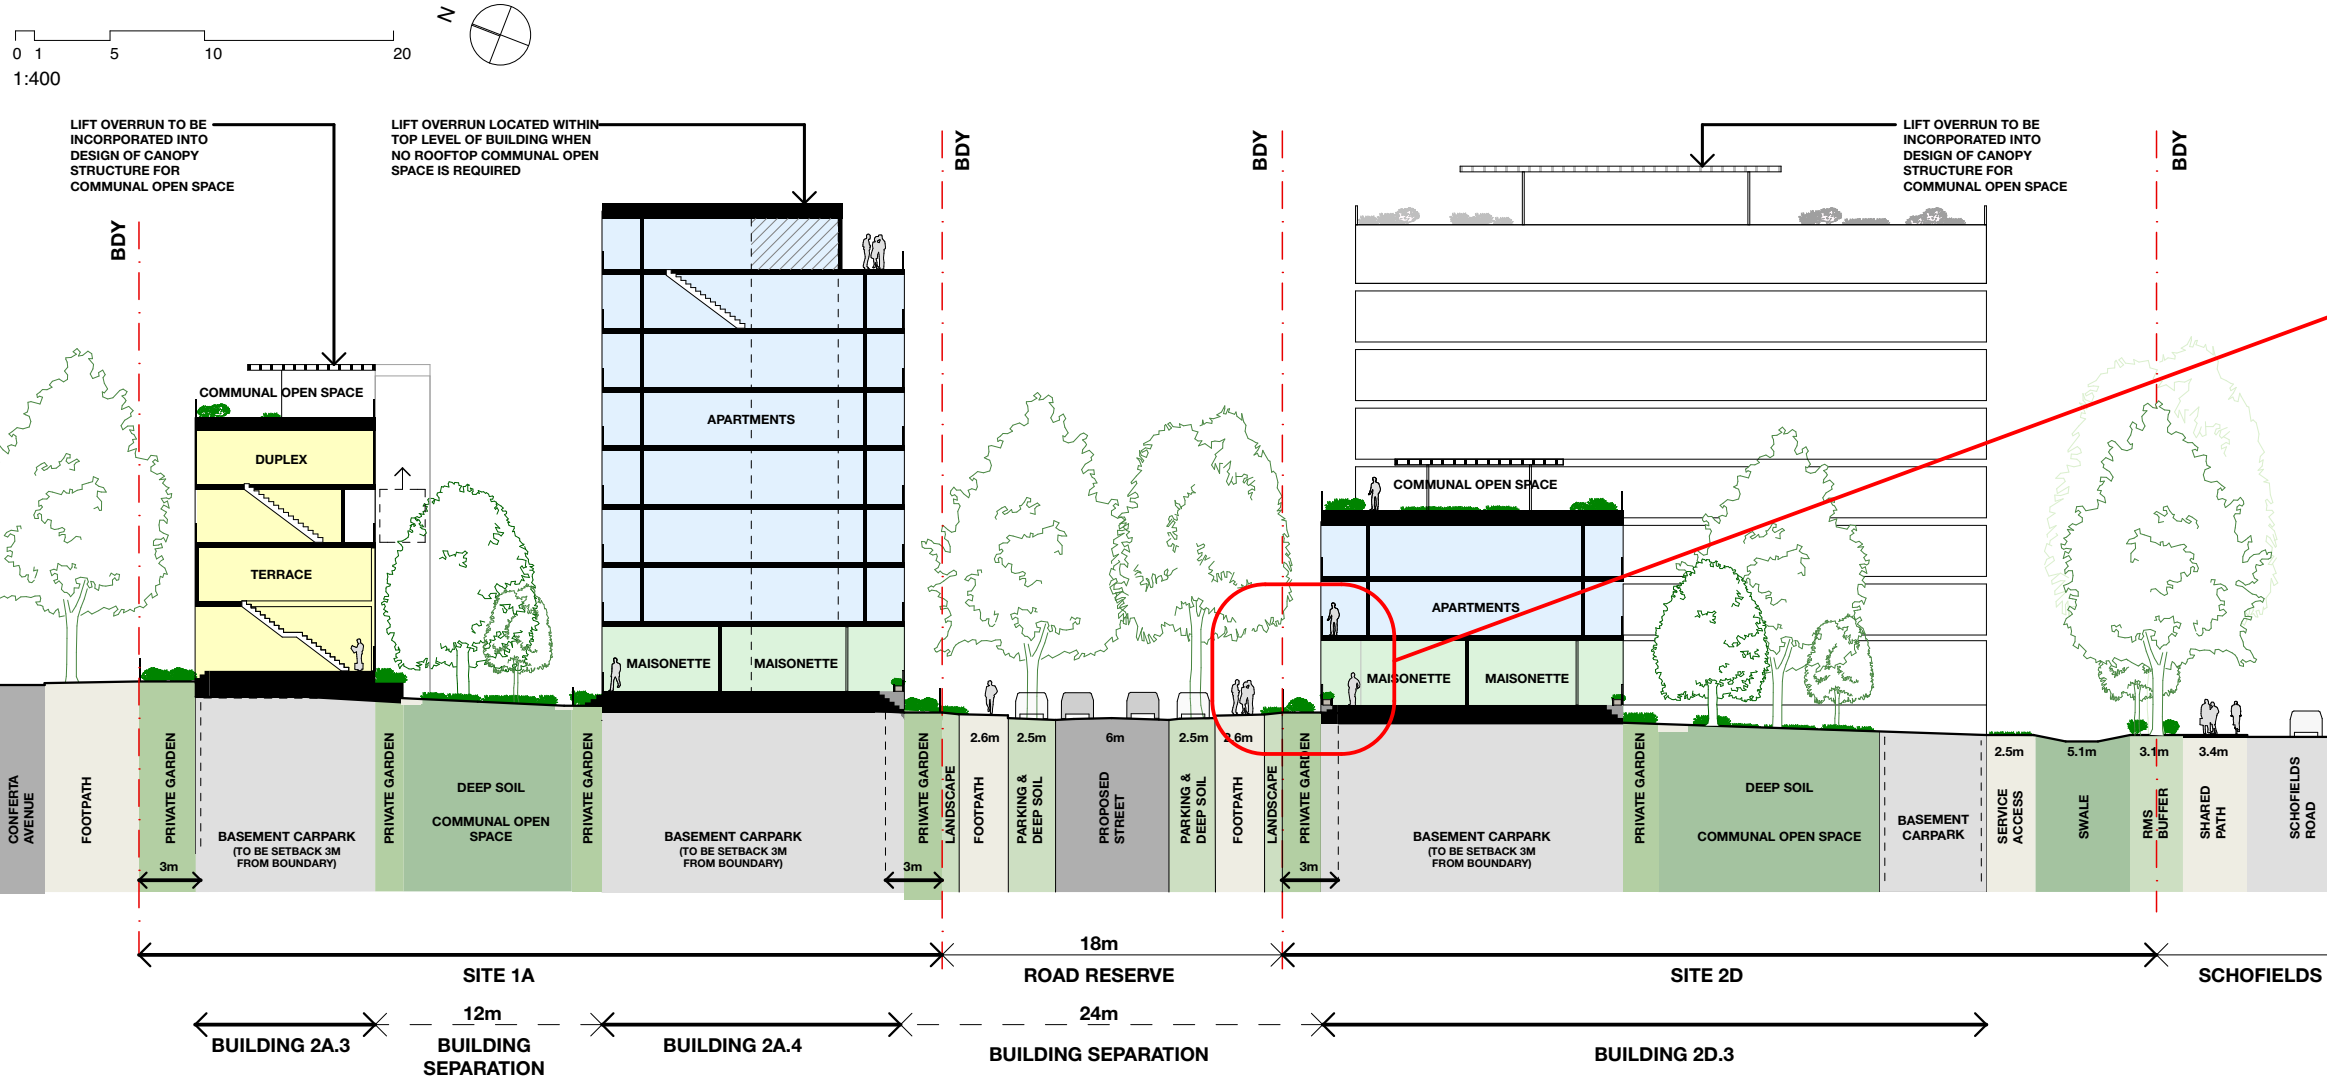 N
0 1 5 10 20
1:400
LIFT OVERRUN TO BE
INCORPORATED INTO
DESIGN OF CANOPY
STRUCTURE FOR
COMMUNAL OPEN SPACE
LIFT OVERRUN LOCATED WITHIN
TOP LEVEL OF BUILDING WHEN
NO ROOFTOP COMMUNAL OPEN
SPACE IS REQUIRED
LIFT OVERRUN TO BE
INCORPORATED INTO
DESIGN OF CANOPY
STRUCTURE FOR
COMMUNAL OPEN SPACE
BDY
BDY
BDY
BDY
COMMUNAL OPEN SPACE
DUPLEX
TERRACE
APARTMENTS
MAISONETTE
MAISONETTE
COMMUNAL OPEN SPACE
APARTMENTS
MAISONETTE
MAISONETTE
CONFERTA
AVENUE
FOOTPATH
PRIVATE GARDEN
3m
BASEMENT CARPARK
(TO BE SETBACK 3M
FROM BOUNDARY)
PRIVATE GARDEN
DEEP SOIL
COMMUNAL OPEN
SPACE
PRIVATE GARDEN
BASEMENT CARPARK
(TO BE SETBACK 3M
FROM BOUNDARY)
3m
PRIVATE GARDEN
LANDSCAPE
2.6m
FOOTPATH
2.5m
PARKING &
DEEP SOIL
6m
PROPOSED
STREET
2.5m
PARKING &
DEEP SOIL
2.6m
FOOTPATH
LANDSCAPE
PRIVATE GARDEN
3m
BASEMENT CARPARK
(TO BE SETBACK 3M
FROM BOUNDARY)
PRIVATE GARDEN
DEEP SOIL
COMMUNAL OPEN SPACE
BASEMENT
CARPARK
2.5m
SERVICE
ACCESS
5.1m
SWALE
3.1m
RMS
BUFFER
3.4m
SHARED
PATH
SCHOFIELDS
ROAD
SITE 1A
18m
ROAD RESERVE
SITE 2D
SCHOFIELDS
BUILDING 2A.3
12m
BUILDING
SEPARATION
BUILDING 2A.4
24m
BUILDING SEPARATION
BUILDING 2D.3